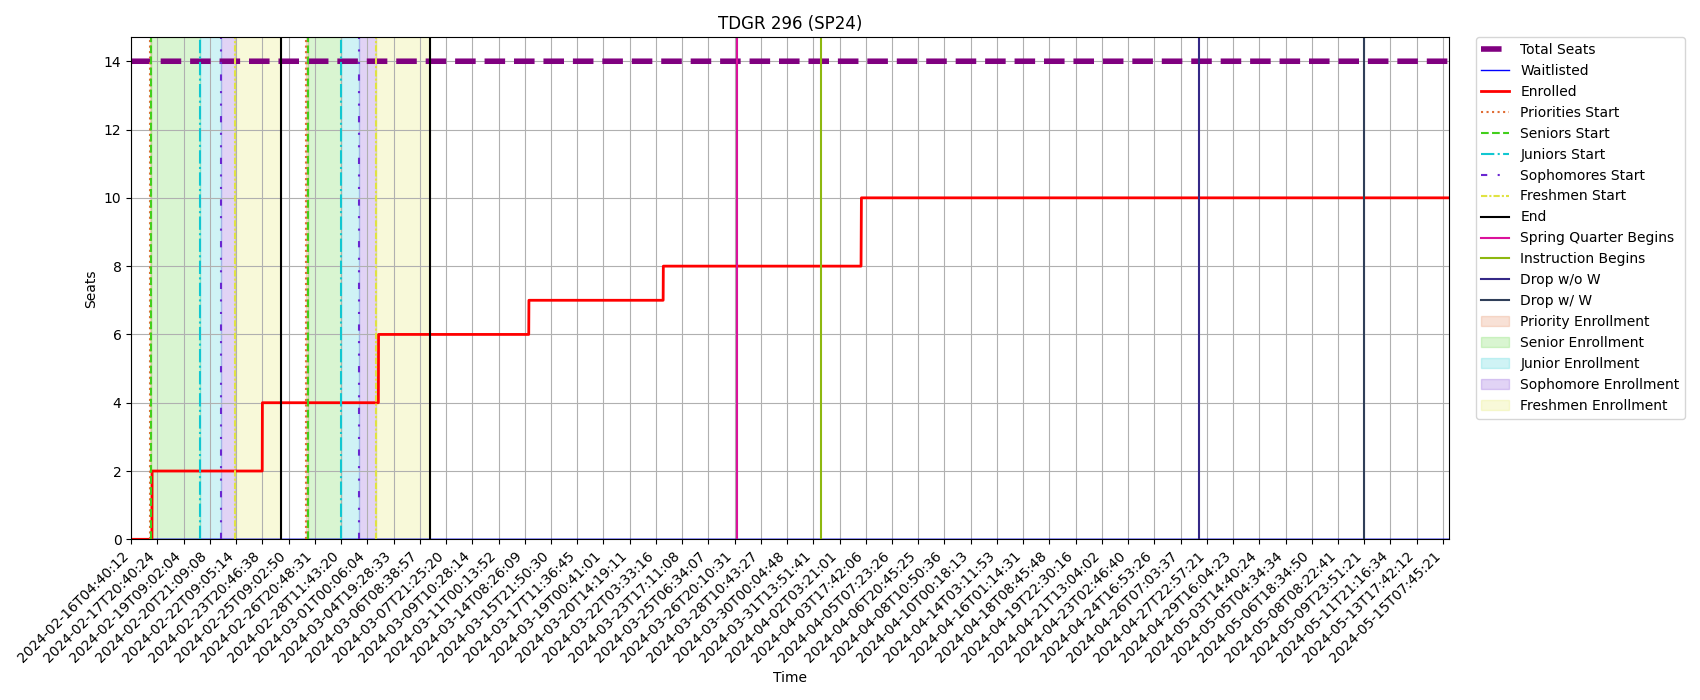 TDGR 296 (SP24)
14
12
10
8
6
4
2
0
Seats
2024-02-16T04:40:12
2024-02-17T20:40:24
2024-02-19T09:02:04
2024-02-20T21:09:08
2024-02-22T09:05:14
2024-02-23T20:46:38
2024-02-25T09:02:50
2024-02-26T20:48:31
2024-02-28T11:43:20
2024-03-01T00:06:04
2024-03-04T19:28:33
2024-03-06T08:38:57
2024-03-07T21:25:20
2024-03-09T10:28:14
2024-03-11T00:13:52
2024-03-14T08:26:09
2024-03-15T21:50:30
2024-03-17T11:36:45
2024-03-19T00:41:01
2024-03-20T14:19:11
2024-03-22T03:33:16
2024-03-23T17:11:08
2024-03-25T06:34:07
2024-03-26T20:10:31
2024-03-28T10:43:27
2024-03-30T00:04:48
2024-03-31T13:51:41
2024-04-02T03:21:01
2024-04-03T17:42:06
2024-04-05T07:23:26
2024-04-06T20:45:25
2024-04-08T10:50:36
2024-04-10T00:18:13
2024-04-14T03:11:53
2024-04-16T01:14:31
2024-04-18T08:45:48
2024-04-19T22:30:16
2024-04-21T13:04:02
2024-04-23T02:46:40
2024-04-24T16:53:26
2024-04-26T07:03:37
2024-04-27T22:57:21
2024-04-29T16:04:23
2024-05-03T14:40:24
2024-05-05T04:34:34
2024-05-06T18:34:50
2024-05-08T08:22:41
2024-05-09T23:51:21
2024-05-11T21:16:34
2024-05-13T17:42:12
2024-05-15T07:45:21
Time
Total Seats
Waitlisted
Enrolled
Priorities Start
Seniors Start
Juniors Start
Sophomores Start
Freshmen Start
End
Spring Quarter Begins
Instruction Begins
Drop w/o W
Drop w/ W
Priority Enrollment
Senior Enrollment
Junior Enrollment
Sophomore Enrollment
Freshmen Enrollment